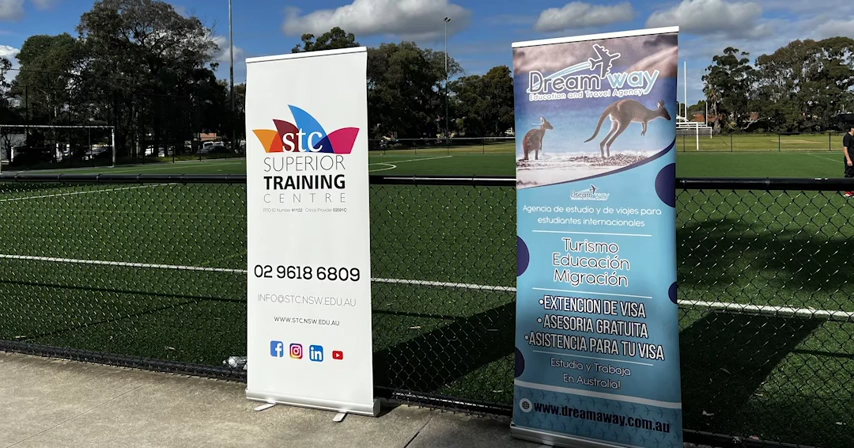 stc
SUPERIOR
TRAINING
CENTRE
02 9618 6809
INFO@STC.NSW.EDU.AU
WWW.STC.NSW.EDU.AU
Dream a way
Education and Travel Agency
Agencia de estudio y de viajes para
estudiantes internacionales
Turismo
Educación
Migración
•EXTENCION DE VISA
•ASESORIA GRATUITA
•ASISTENCIA PARA TU VISA
Estudia y Trabaja
En Australia!
www.dreamaway.com.au